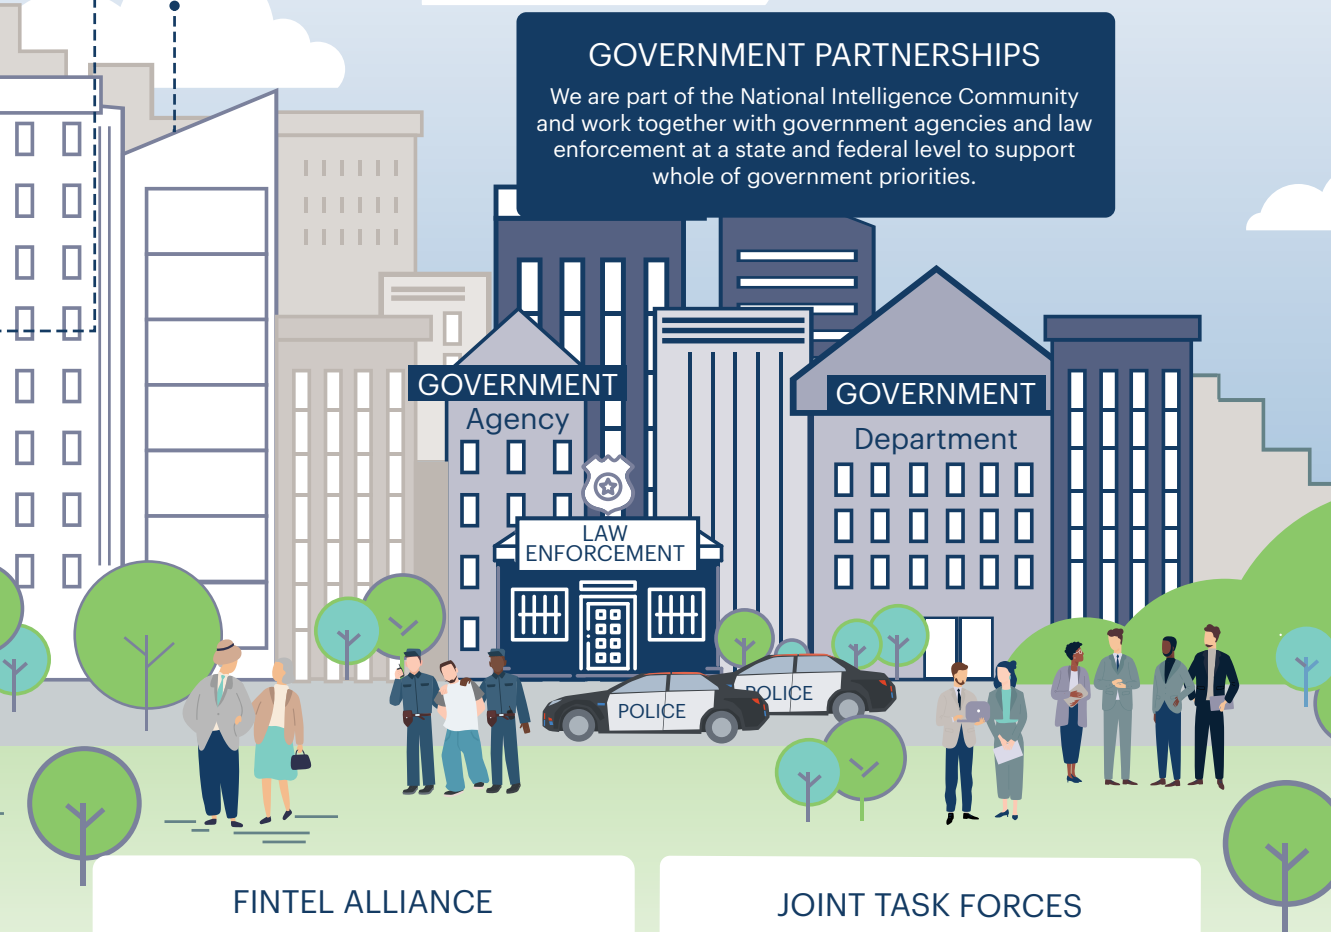 GOVERNMENT PARTNERSHIPS
We are part of the National Intelligence Community
and work together with government agencies and law
enforcement at a state and federal level to support
whole of government priorities.
GOVERNMENT
Agency
GOVERNMENT
Department
LAW
ENFORCEMENT
POLICE
POLICE
FINTEL ALLIANCE
JOINT TASK FORCES